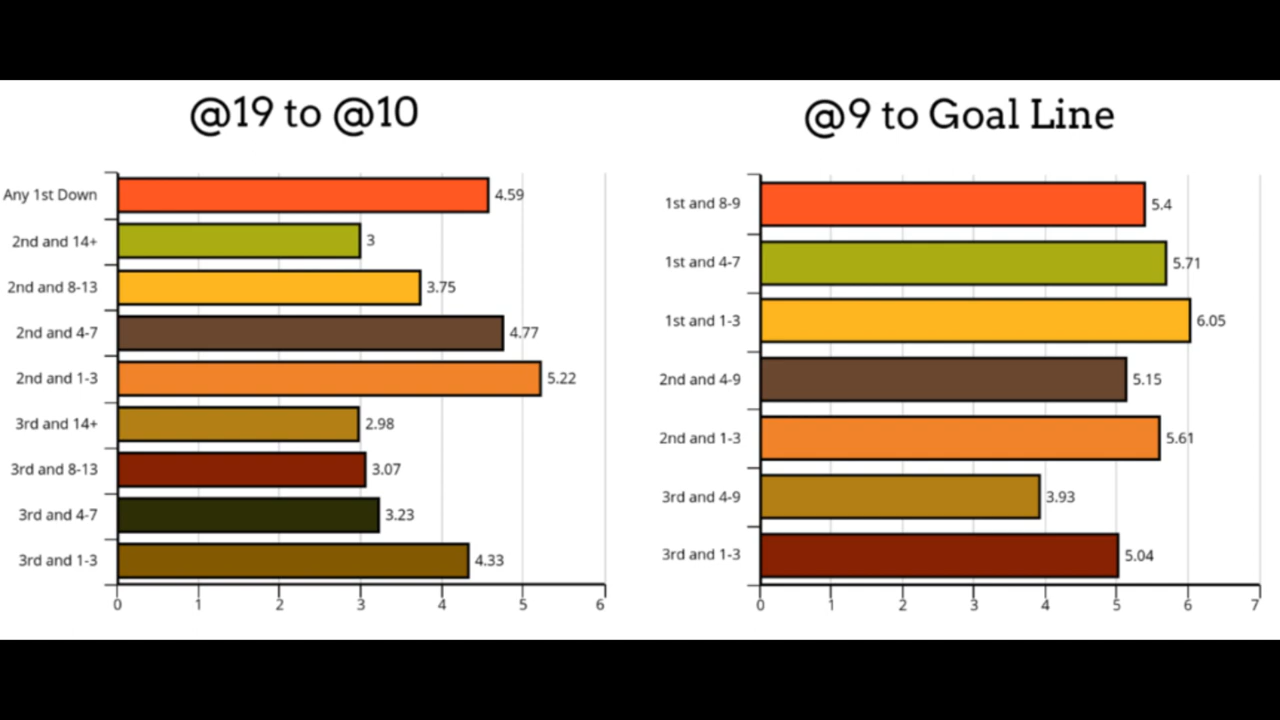 @19 to @10
Any 1st Down 4.59
2nd and 14+ 3
2nd and 8-13 3.75
2nd and 4-7 4.77
2nd and 1-3 5.22
3rd and 14+ 2.98
3rd and 8-13 3.07
3rd and 4-7 3.23
3rd and 1-3 4.33
0 1 2 3 4 5 6
@9 to Goal Line
1st and 8-9 5.4
1st and 4-7 5.71
1st and 1-3 6.05
2nd and 4-9 5.15
2nd and 1-3 5.61
3rd and 4-9 3.93
3rd and 1-3 5.04
0 1 2 3 4 5 6 7